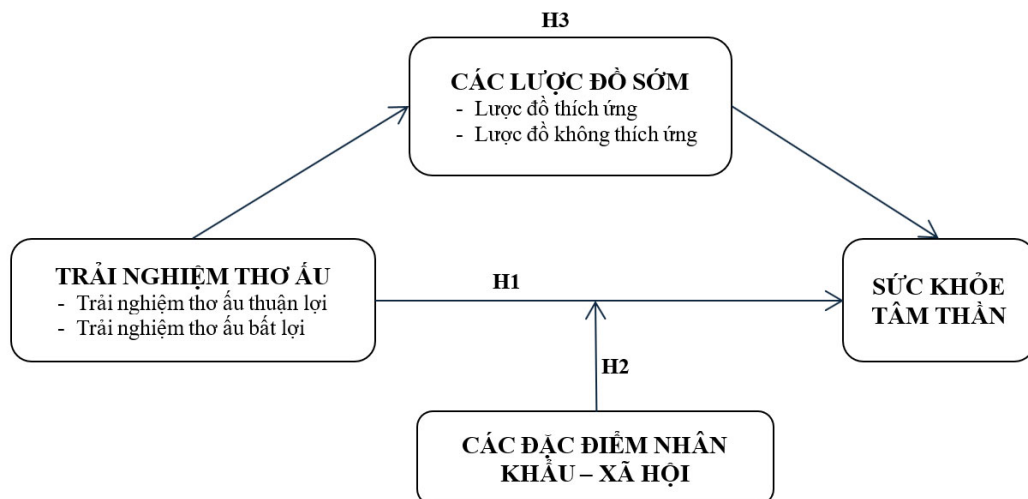 H3
CÁC LƯỢC ĐỒ SỚM
- Lược đồ thích ứng
- Lược đồ không thích ứng
TRẢI NGHIỆM THƠ ẤU
- Trải nghiệm thơ ấu thuận lợi
- Trải nghiệm thơ ấu bất lợi
H1
SỨC KHỎE
TÂM THẦN
H2
CÁC ĐẶC ĐIỂM NHÂN
KHẨU – XÃ HỘI